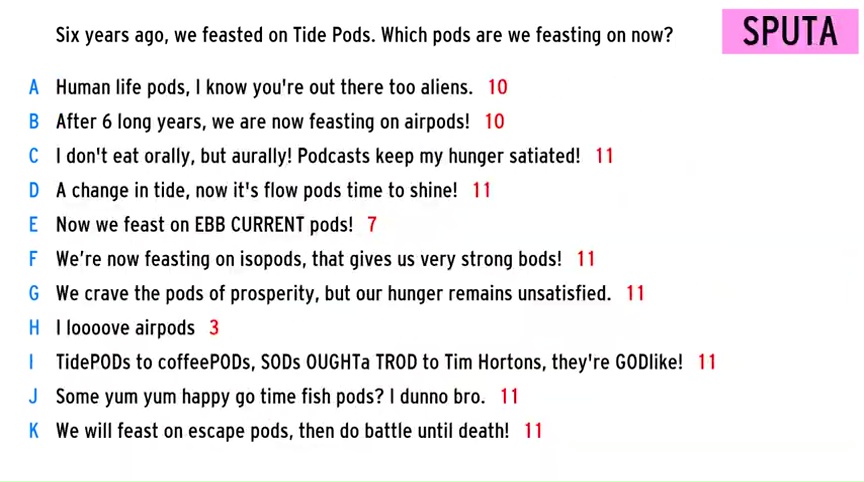 Six years ago, we feasted on Tide Pods. Which pods are we feasting on now?
SPUTA
A Human life pods, I know you're out there too aliens. 10
B After 6 long years, we are now feasting on airpods! 10
C I don't eat orally, but aurally! Podcasts keep my hunger satiated! 11
D A change in tide, now it's flow pods time to shine! 11
E Now we feast on EBB CURRENT pods! 7
F We're now feasting on isopods, that gives us very strong bods! 11
G We crave the pods of prosperity, but our hunger remains unsatisfied. 11
H I loooove airpods 3
I TidePODs to coffeePODs, SODs OUGHTa TROD to Tim Hortons, they're GODlike! 11
J Some yum yum happy go time fish pods? I dunno bro. 11
K We will feast on escape pods, then do battle until death! 11